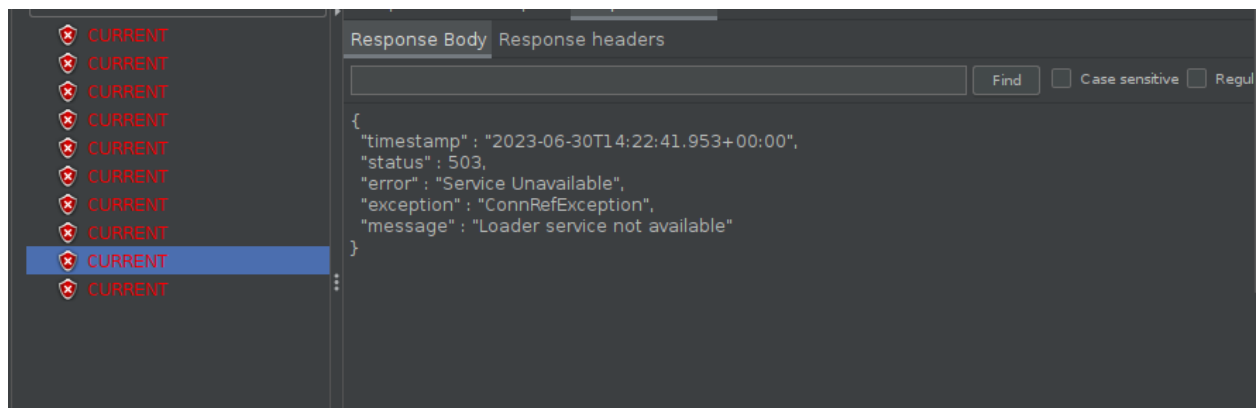 CURRENT
CURRENT
CURRENT
CURRENT
CURRENT
CURRENT
CURRENT
CURRENT
CURRENT
CURRENT
Response Body Response headers
Find Case sensitive
{
"timestamp" : "2023-06-30T14:22:41.953+00:00",
"status" : 503,
"error" : "Service Unavailable",
"exception" : "ConnRefException",
"message" : "Loader service not available"
}